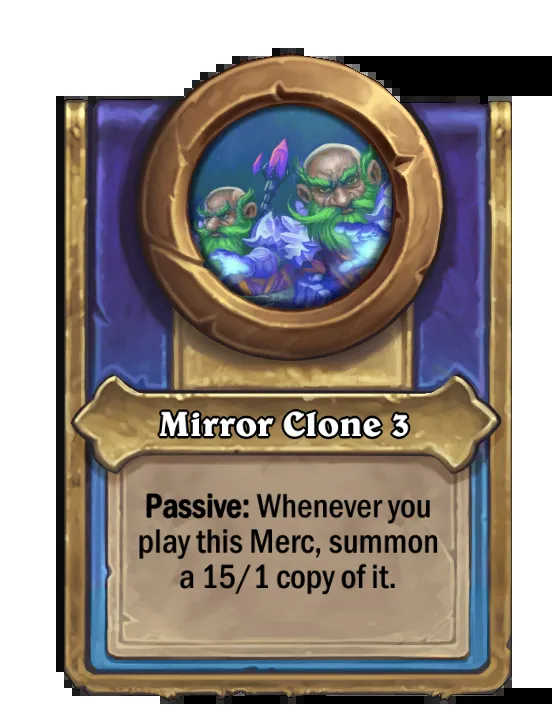 Mirror Clone 3
Passive: Whenever you
play this Merc, summon
a 15/1 copy of it.